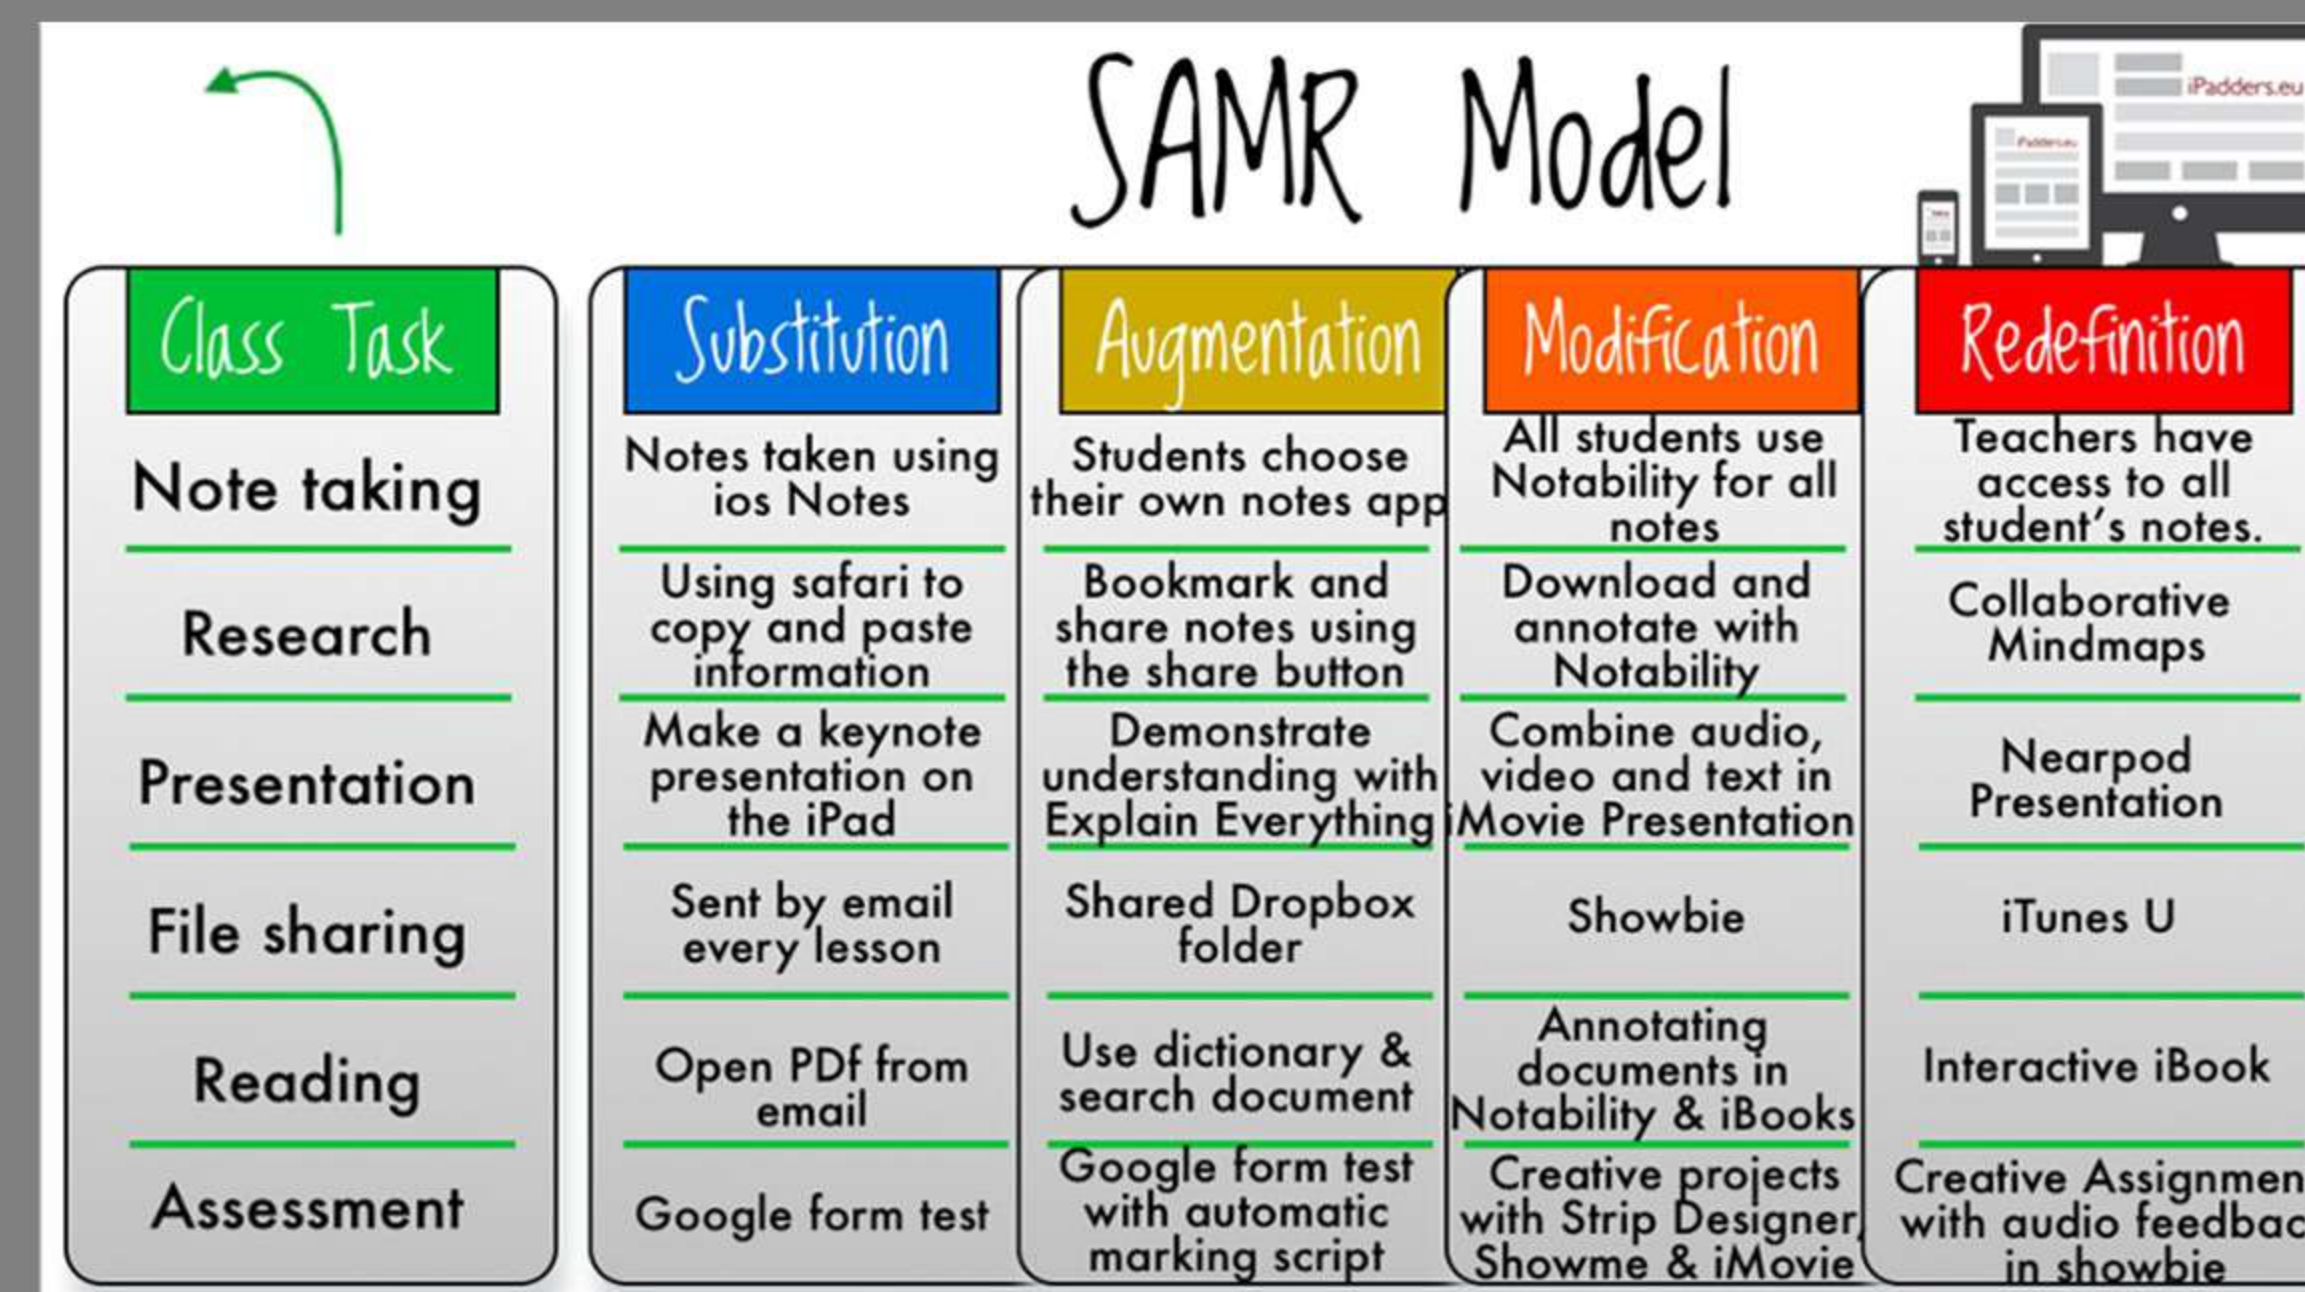 SAMR Model
iPadders.eu
iPadders.eu
Class Task
Substitution
Augmentation
Modification
Redefinition
Note taking
Notes taken using
ios Notes
Students choose
their own notes app
All students use
Notability for all
notes
Teachers have
access to all
student's notes.
Research
Using safari to
copy and paste
information
Bookmark and
share notes using
the share button
Download and
annotate with
Notability
Collaborative
Mindmaps
Presentation
Make a keynote
presentation on
the iPad
Demonstrate
understanding with
Explain Everything
Combine audio,
video and text in
iMovie Presentation
Nearpod
Presentation
File sharing
Sent by email
every lesson
Shared Dropbox
folder
Showbie
iTunes U
Reading
Open PDf from
email
Use dictionary &
search document
Annotating
documents in
Notability & iBooks
Interactive iBook
Assessment
Google form test
Google form test
with automatic
marking script
Creative projects
with Strip Designer,
Showme & iMovie
Creative Assignmen
with audio feedbac
in showbie